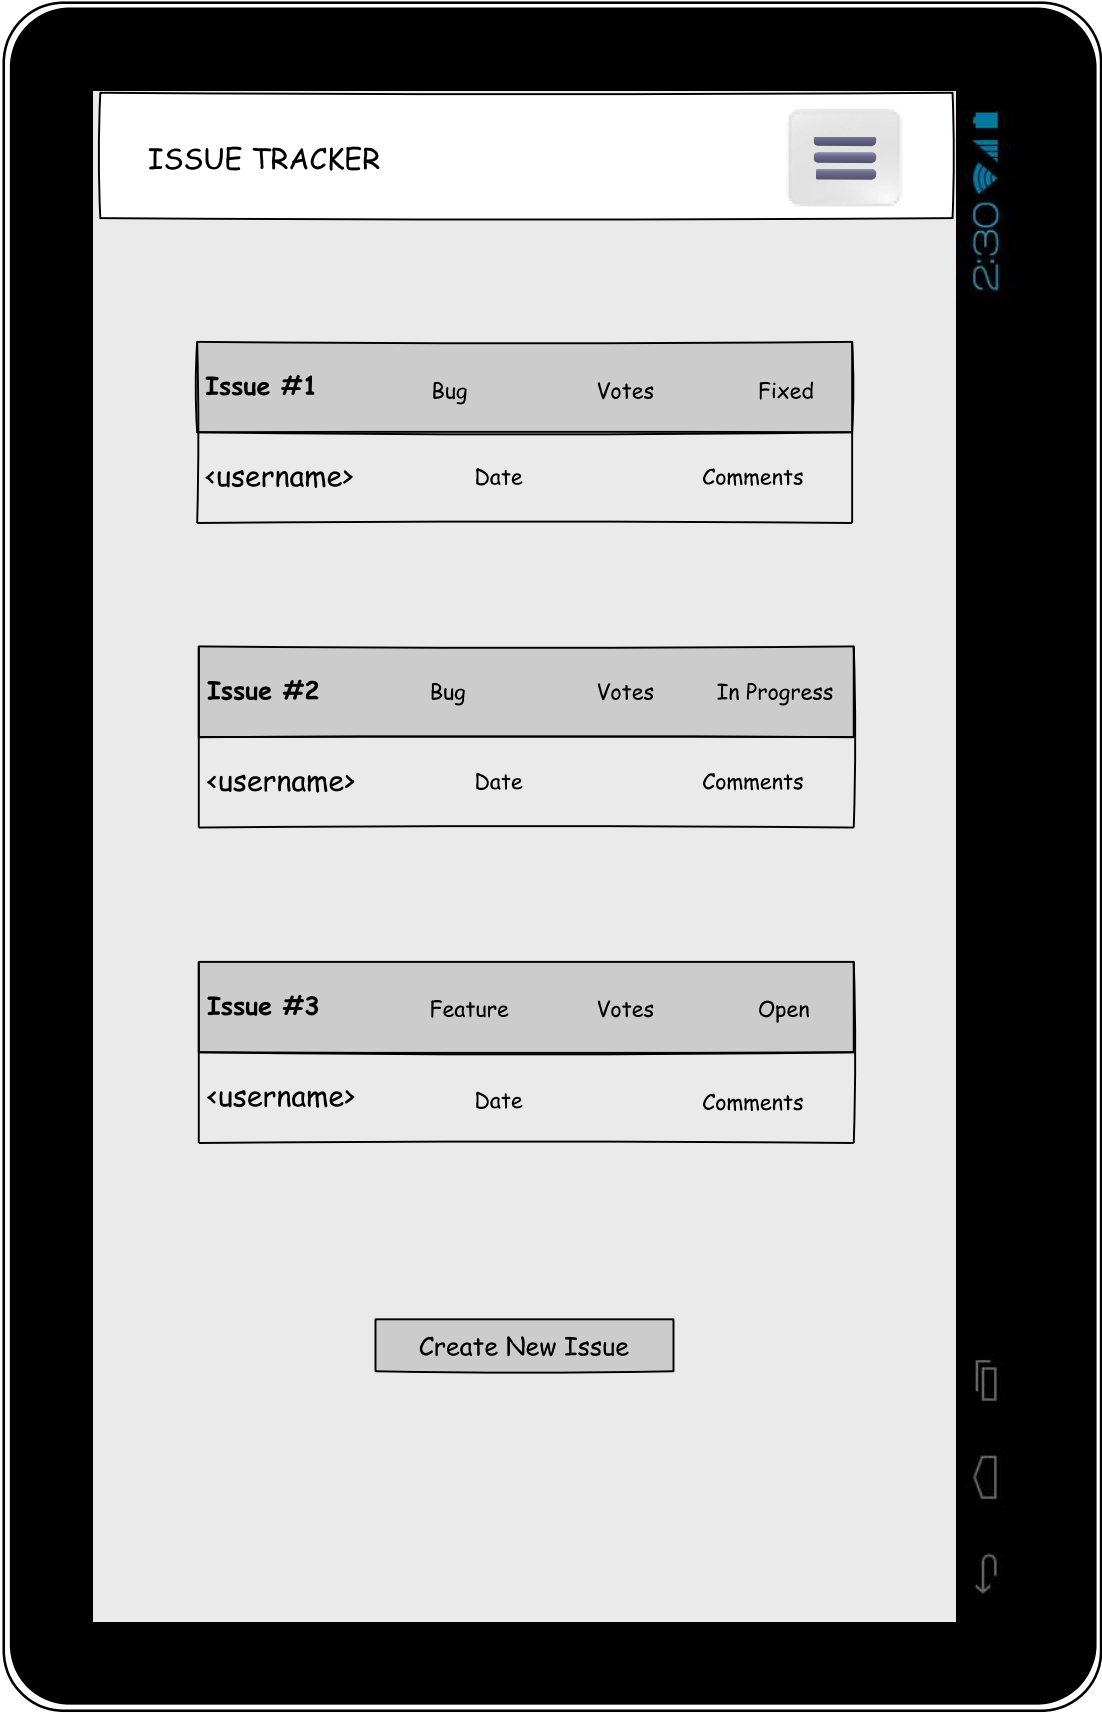 ISSUE TRACKER
2:30
Issue #1 Bug Votes Fixed
<username> Date Comments
Issue #2 Bug Votes In Progress
<username> Date Comments
Issue #3 Feature Votes Open
<username> Date Comments
Create New Issue